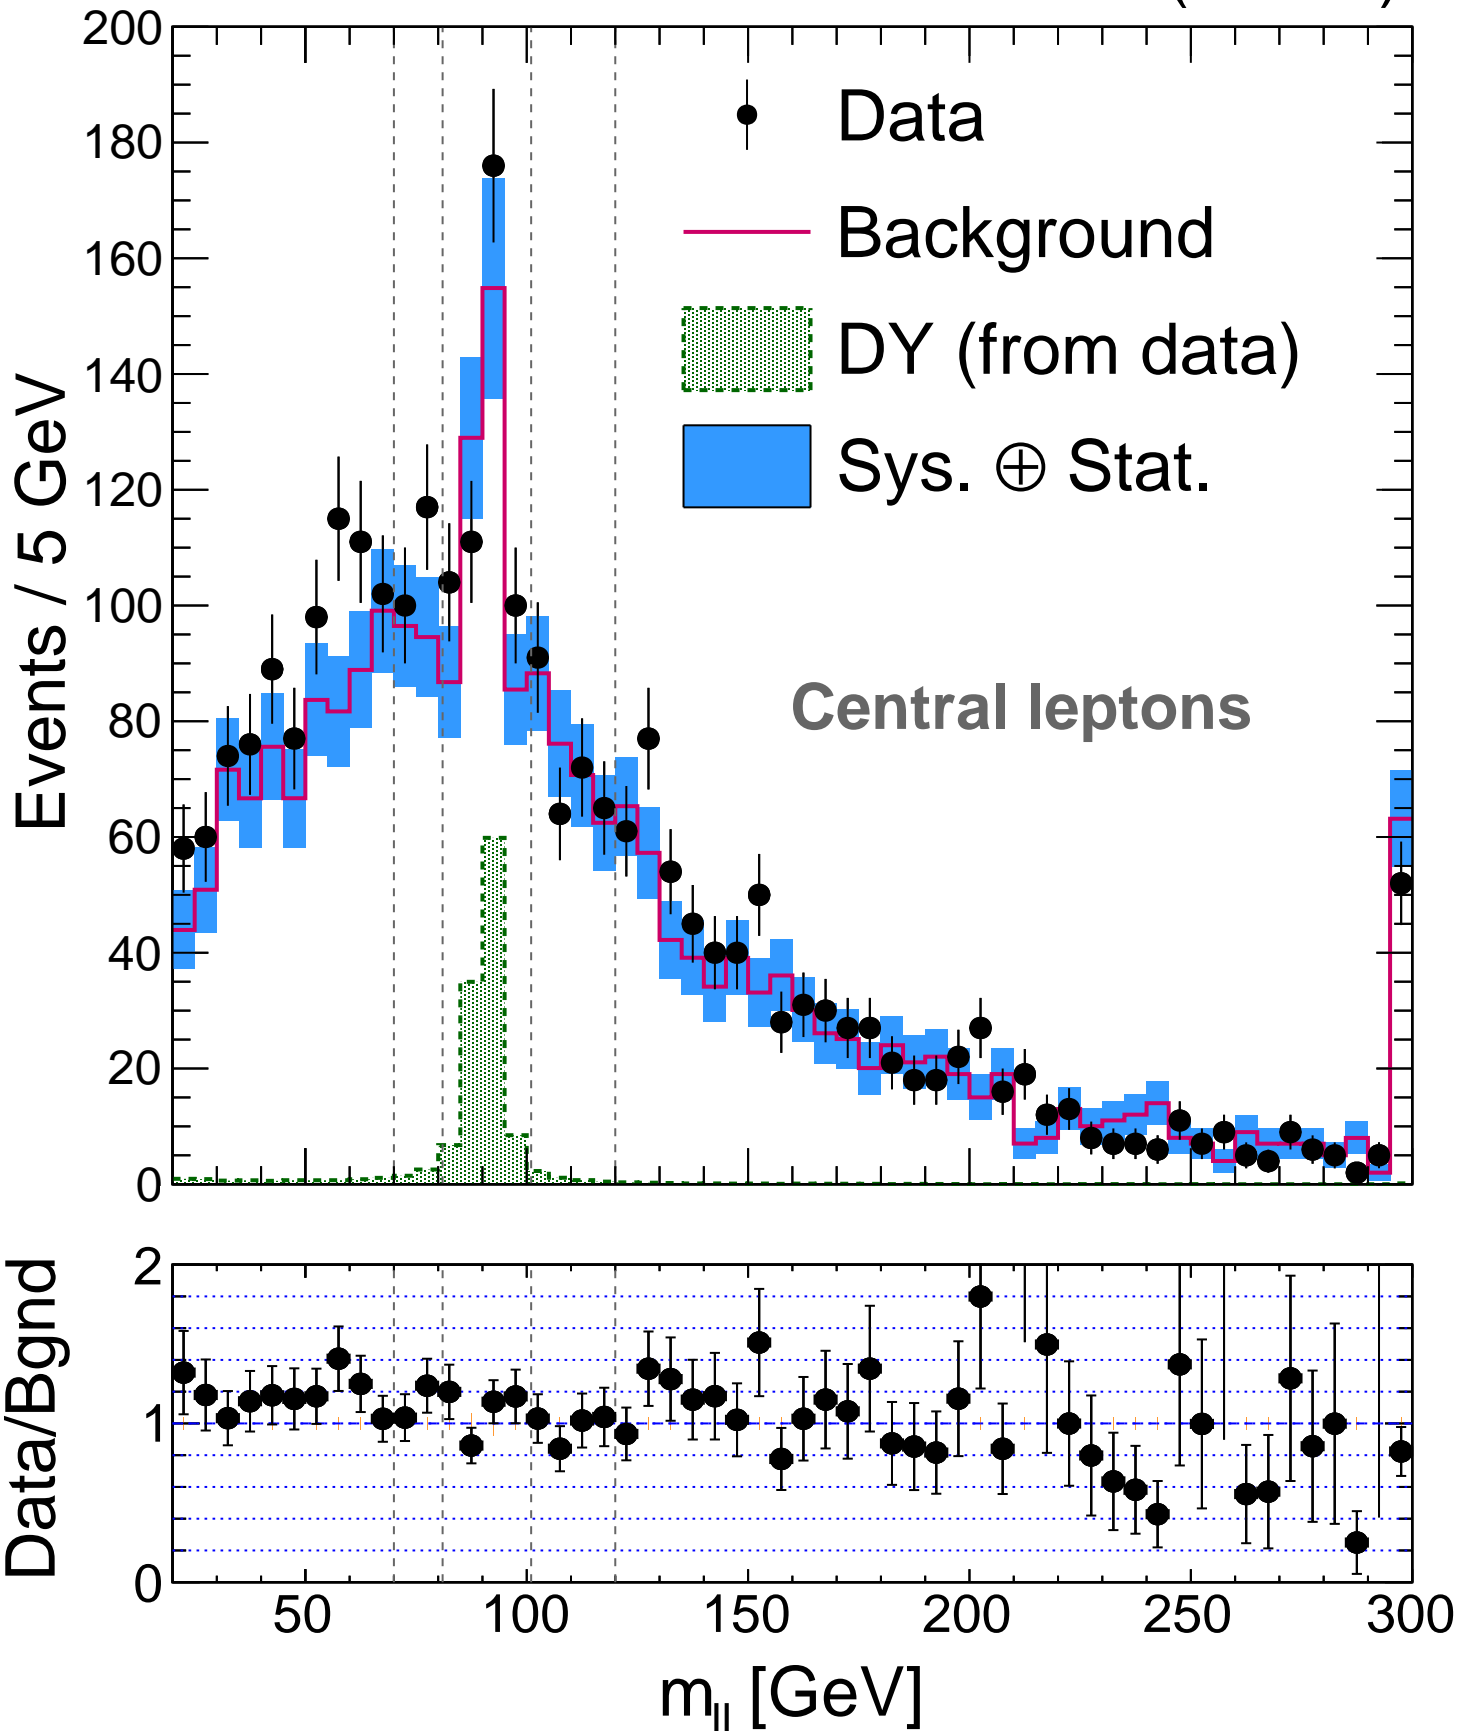 200
180
160
140
120
100
80
60
40
20
0
Events / 5 GeV
Data
Background
DY (from data)
Sys. ⊕ Stat.
Central leptons
2
1
0
Data/Bgnd
50 100 150 200 250 300
m_ll [GeV]